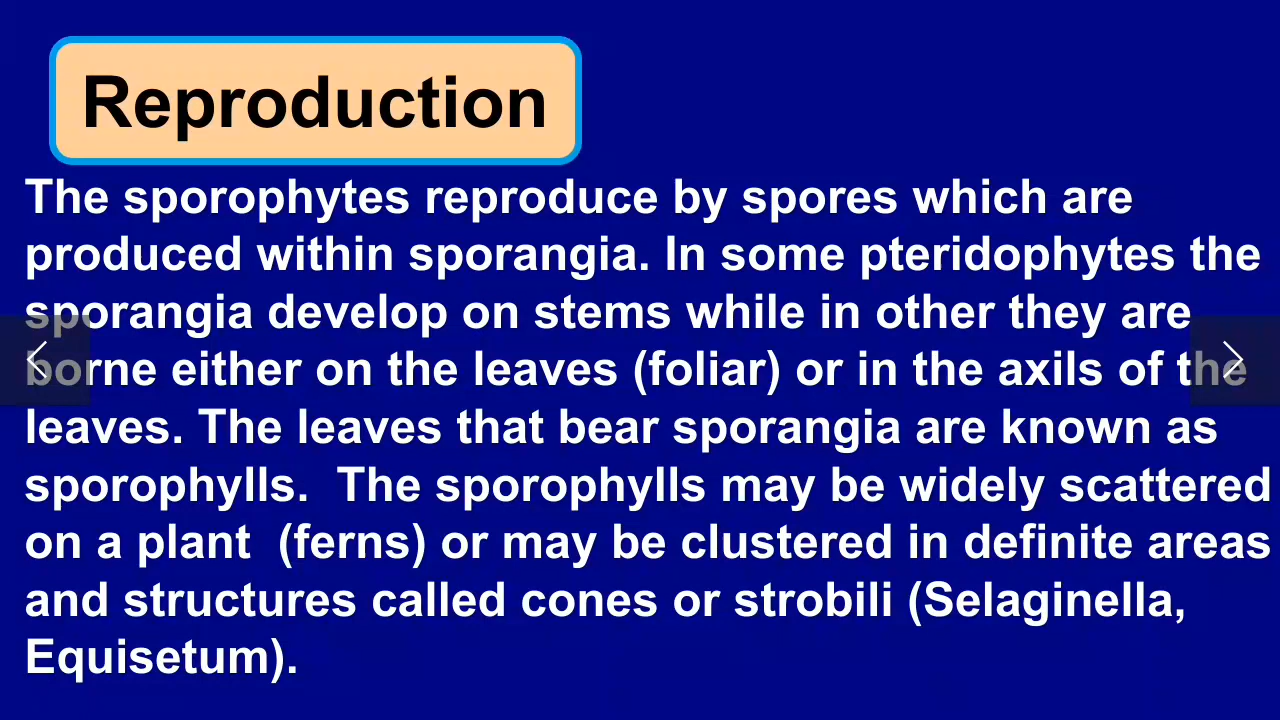 Reproduction
The sporophytes reproduce by spores which are
produced within sporangia. In some pteridophytes the
sporangia develop on stems while in other they are
borne either on the leaves (foliar) or in the axils of the
leaves. The leaves that bear sporangia are known as
sporophylls.  The sporophylls may be widely scattered
on a plant  (ferns) or may be clustered in definite areas
and structures called cones or strobili (Selaginella,
Equisetum).